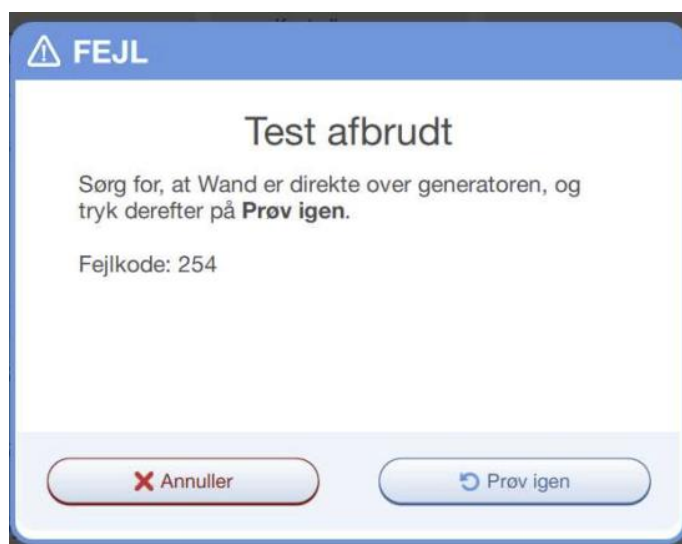 FEJL
Test afbrudt
Sørg for, at Wand er direkte over generatoren, og
tryk derefter på Prøv igen.
Fejlkode: 254
Annuller
Prøv igen